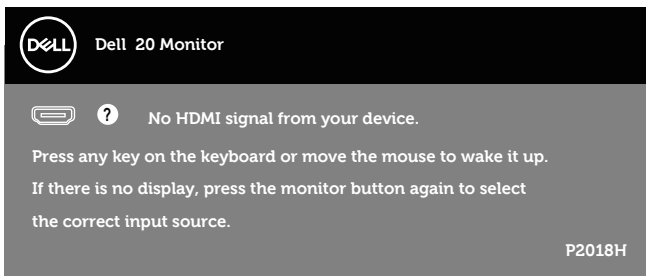 DELL
Dell 20 Monitor
? No HDMI signal from your device.
Press any key on the keyboard or move the mouse to wake it up.
If there is no display, press the monitor button again to select
the correct input source.
P2018H